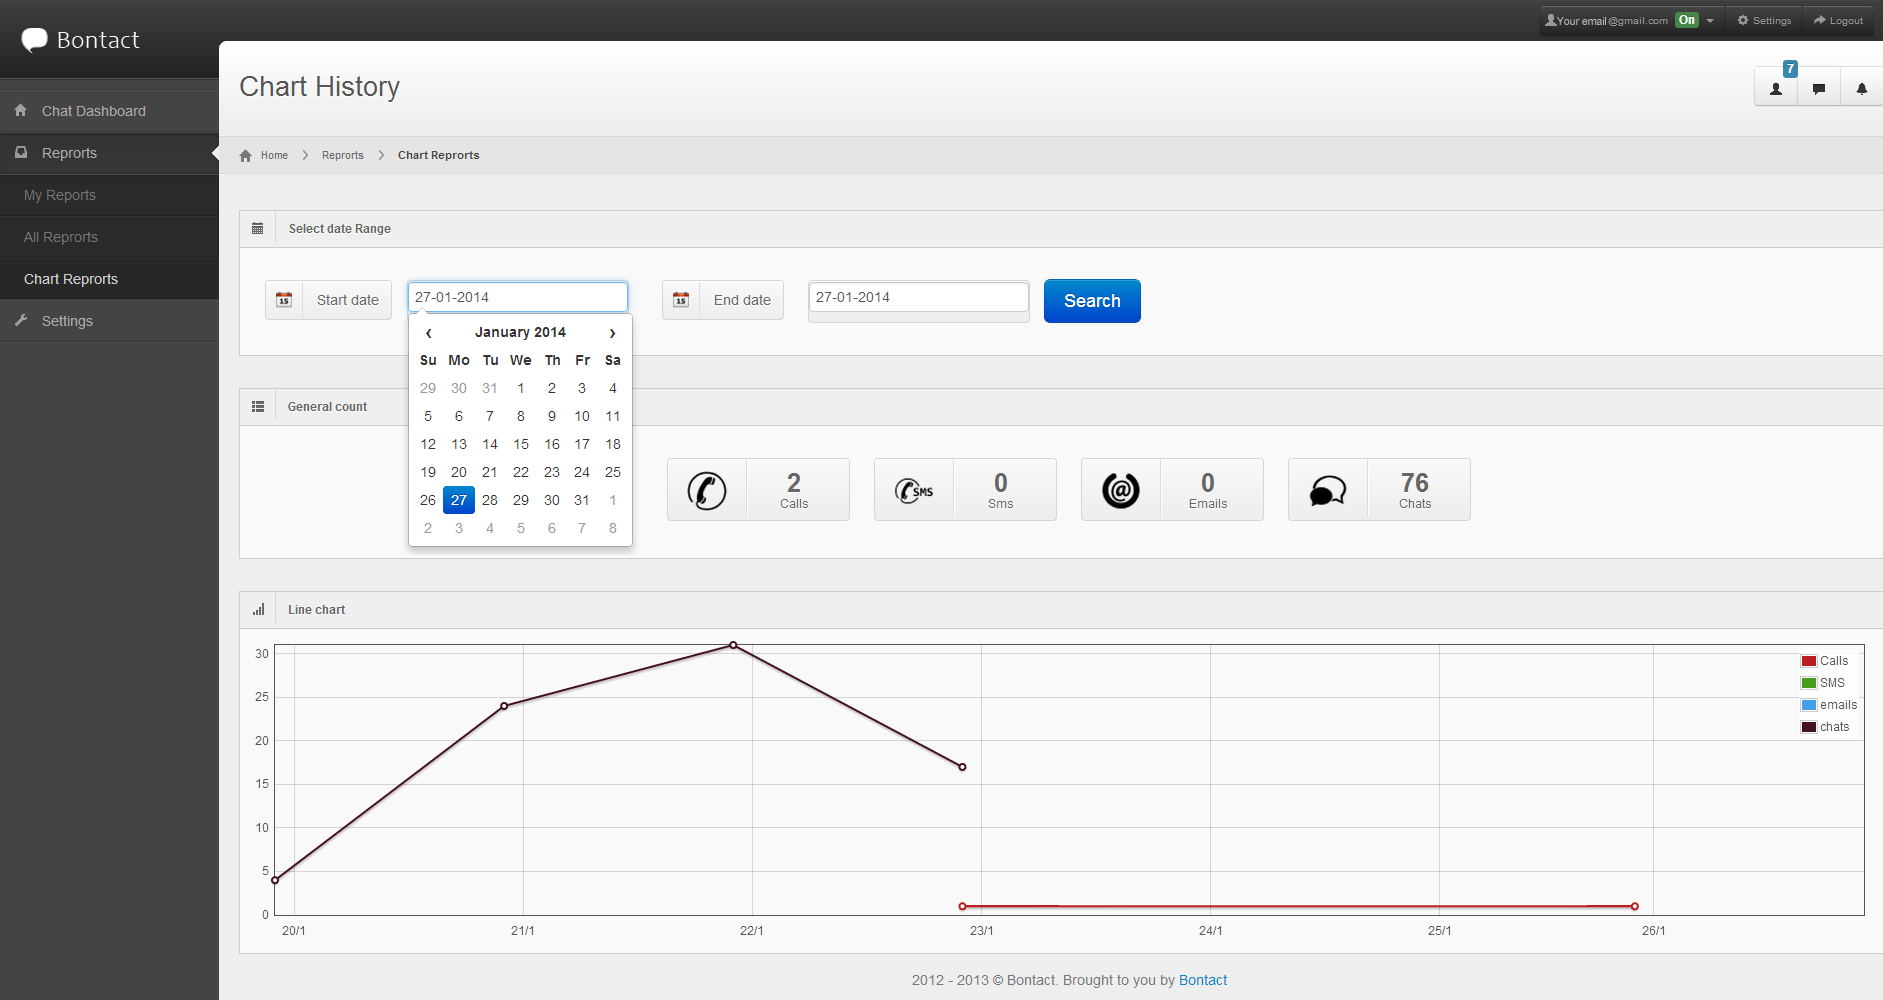 Bontact
Your email@gmail.com On Settings Logout
Chart History
7
Chat Dashboard
Reprorts
My Reports
All Reprorts
Chart Reprorts
Settings
Home Reprorts Chart Reprorts
Select date Range
15 Start date 27-01-2014 15 End date 27-01-2014 Search
‹ January 2014 ›
Su Mo Tu We Th Fr Sa
29 30 31 1 2 3 4
5 6 7 8 9 10 11
12 13 14 15 16 17 18
19 20 21 22 23 24 25
26 27 28 29 30 31 1
2 3 4 5 6 7 8
General count
2
Calls
SMS
0
Sms
@
0
Emails
76
Chats
Line chart
30
25
20
15
10
5
0
20/1 21/1 22/1 23/1 24/1 25/1 26/1
Calls
SMS
emails
chats
2012 - 2013 © Bontact. Brought to you by Bontact